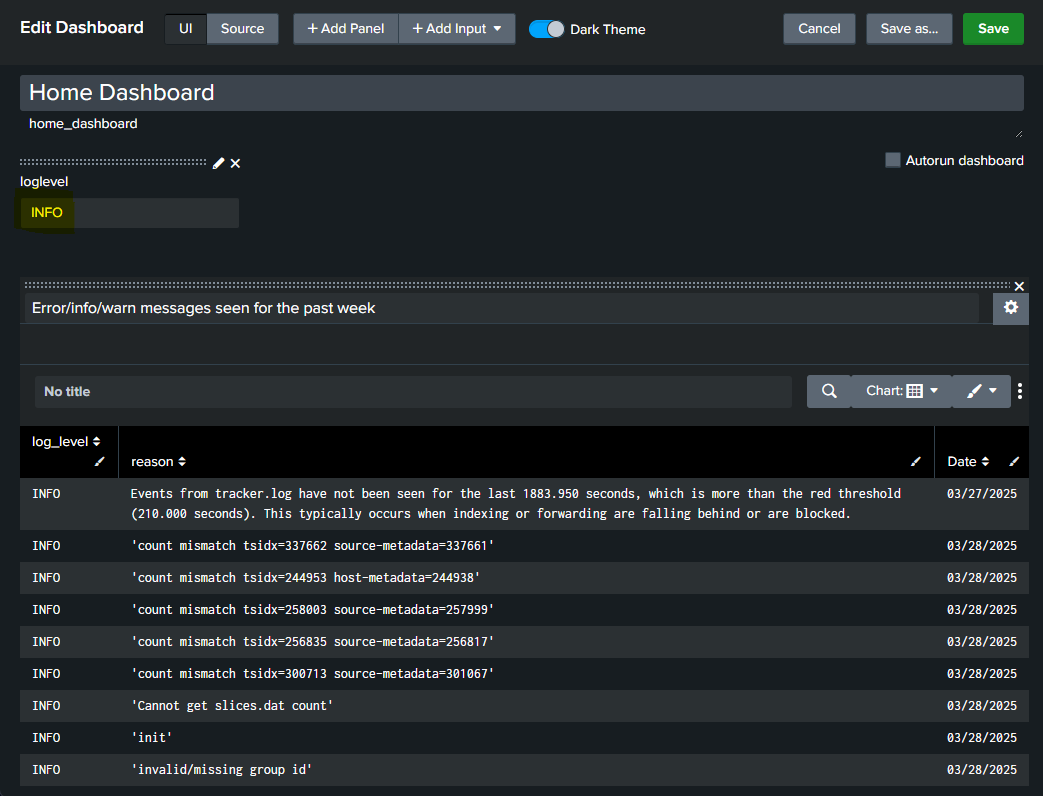 Edit Dashboard UI Source + Add Panel + Add Input Dark Theme Cancel Save as... Save
Home Dashboard
home_dashboard
Autorun dashboard
loglevel
INFO
Error/info/warn messages seen for the past week
No title Chart:
log_level reason Date
INFO Events from tracker.log have not been seen for the last 1883.950 seconds, which is more than the red threshold 03/27/2025
(210.000 seconds). This typically occurs when indexing or forwarding are falling behind or are blocked.
INFO 'count mismatch tsidx=337662 source-metadata=337661' 03/28/2025
INFO 'count mismatch tsidx=244953 host-metadata=244938' 03/28/2025
INFO 'count mismatch tsidx=258003 source-metadata=257999' 03/28/2025
INFO 'count mismatch tsidx=256835 source-metadata=256817' 03/28/2025
INFO 'count mismatch tsidx=300713 source-metadata=301067' 03/28/2025
INFO 'Cannot get slices.dat count' 03/28/2025
INFO 'init' 03/28/2025
INFO 'invalid/missing group id' 03/28/2025